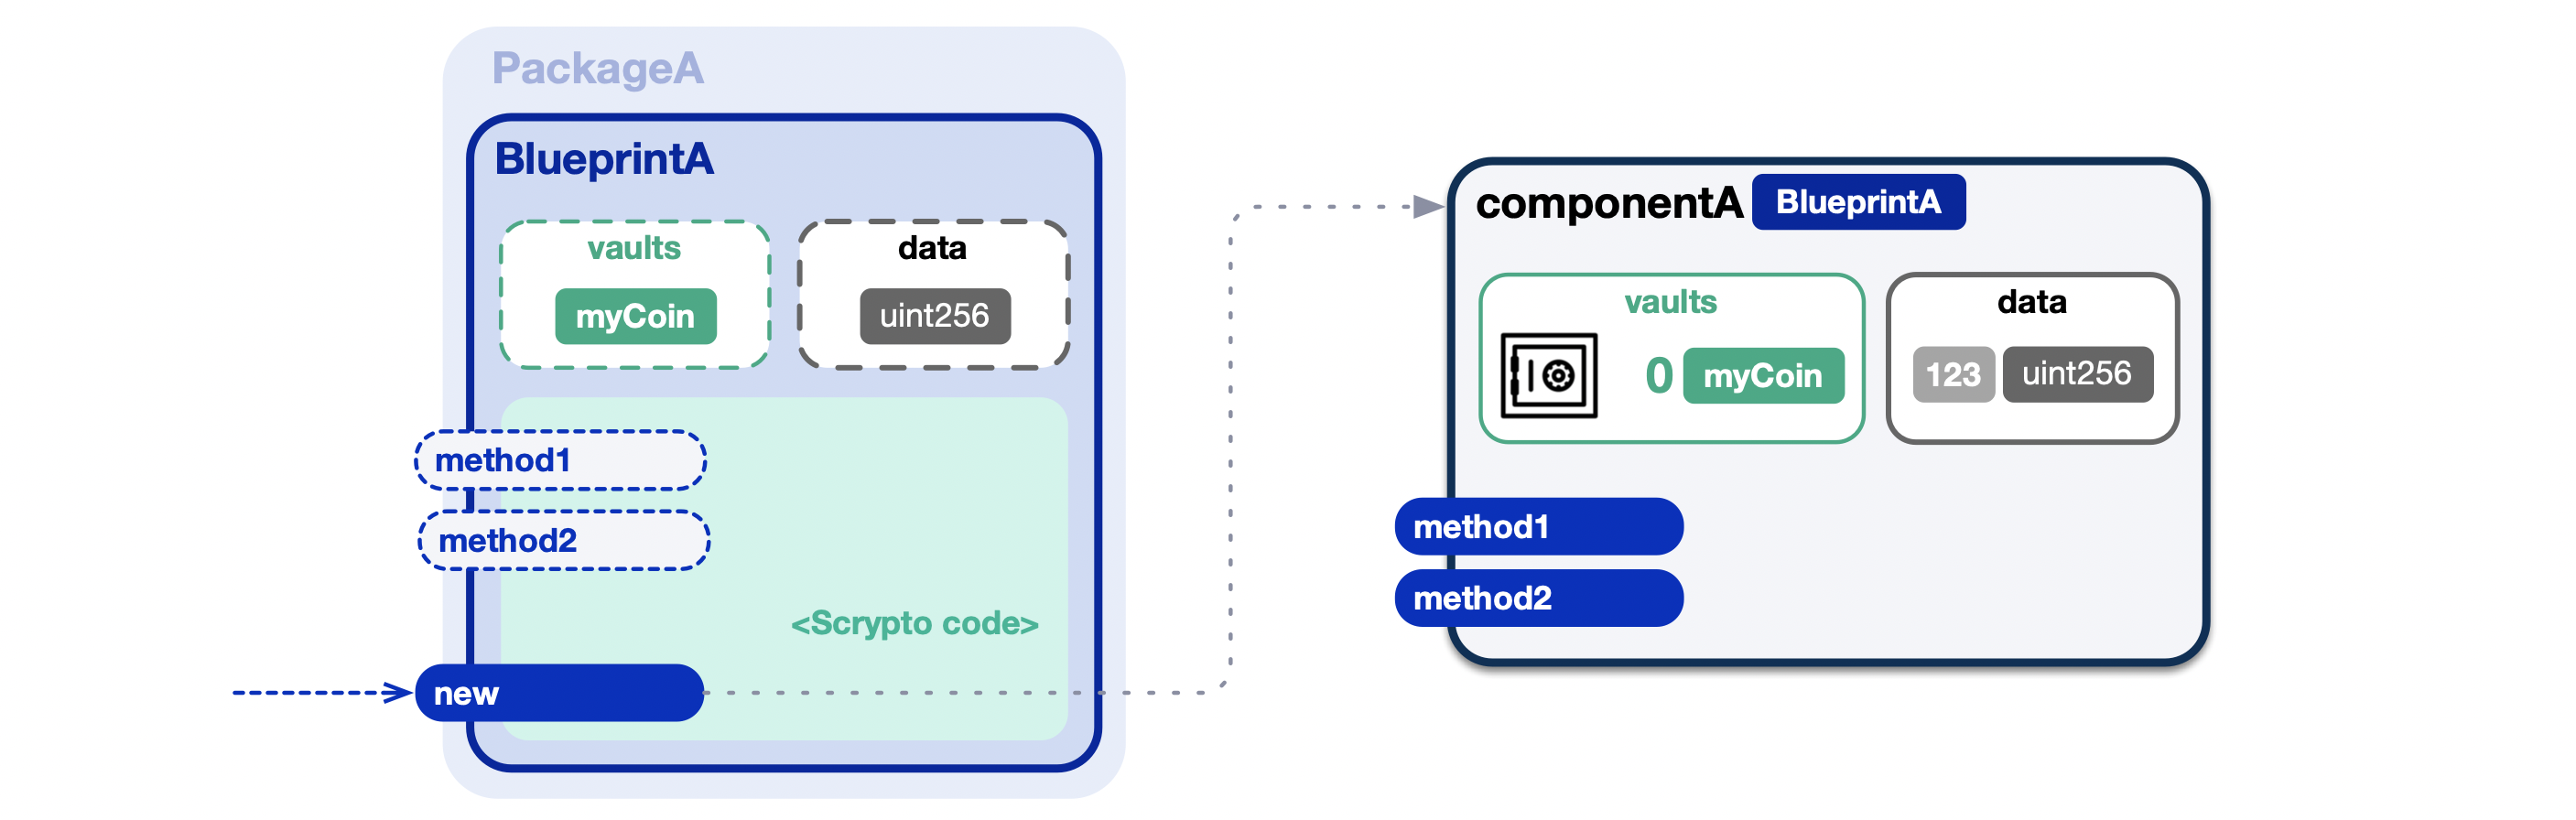 PackageA
BlueprintA
vaults
myCoin
data
uint256
method1
method2
<Scrypto code>
new
componentA BlueprintA
vaults
0 myCoin
data
123 uint256
method1
method2